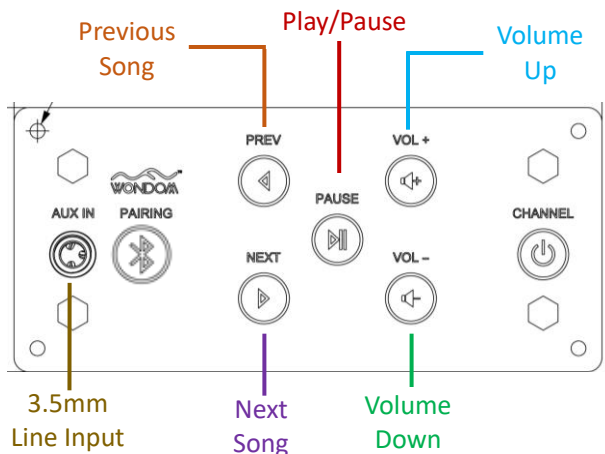 Previous
Song
Play/Pause
Volume
Up
PREV
VOL +
WONDOM™
AUX IN
PAIRING
PAUSE
CHANNEL
NEXT
VOL –
3.5mm
Line Input
Next
Song
Volume
Down